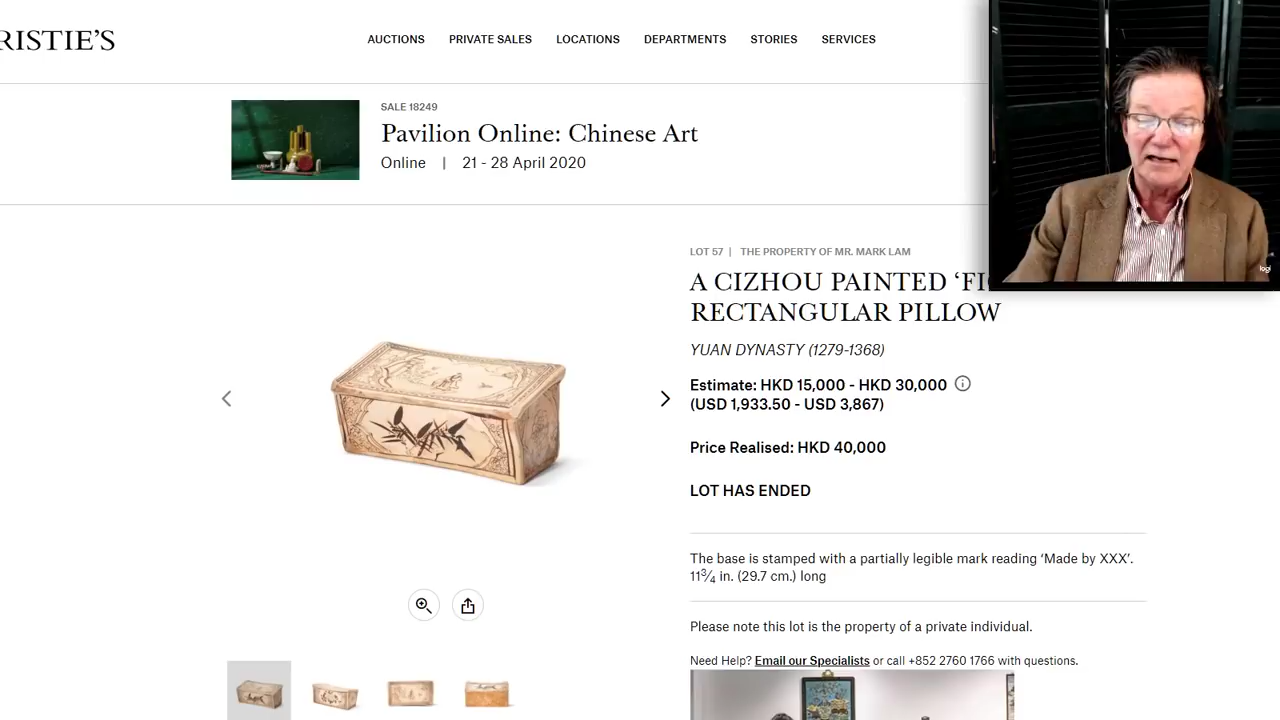 RISTIE'S
AUCTIONS
PRIVATE SALES
LOCATIONS
DEPARTMENTS
STORIES
SERVICES
SALE 18249
Pavilion Online: Chinese Art
Online | 21 - 28 April 2020
LOT 57 | THE PROPERTY OF MR. MARK LAM
A CIZHOU PAINTED ‘FI
RECTANGULAR PILLOW
YUAN DYNASTY (1279-1368)
Estimate: HKD 15,000 - HKD 30,000
(USD 1,933.50 - USD 3,867)
Price Realised: HKD 40,000
LOT HAS ENDED
The base is stamped with a partially legible mark reading ‘Made by XXX’.
11¾ in. (29.7 cm.) long
Please note this lot is the property of a private individual.
Need Help? Email our Specialists or call +852 2760 1766 with questions.
logi